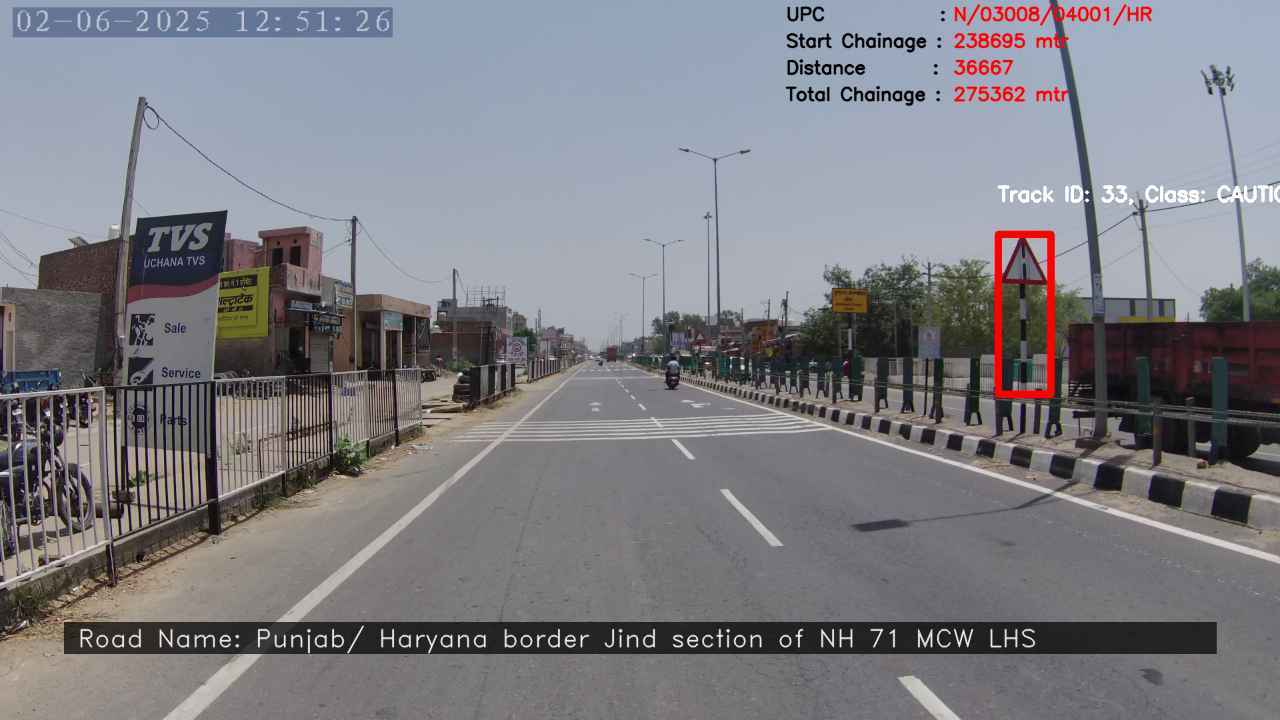 02-06-2025 12:51:26
UPC : N/03008/04001/HR
Start Chainage : 238695 mtr
Distance : 36667
Total Chainage : 275362 mtr
Track ID: 33, Class: CAUTIO
TVS
UCHANA TVS
Sale
Service
Parts
Road Name: Punjab/ Haryana border Jind section of NH 71 MCW LHS